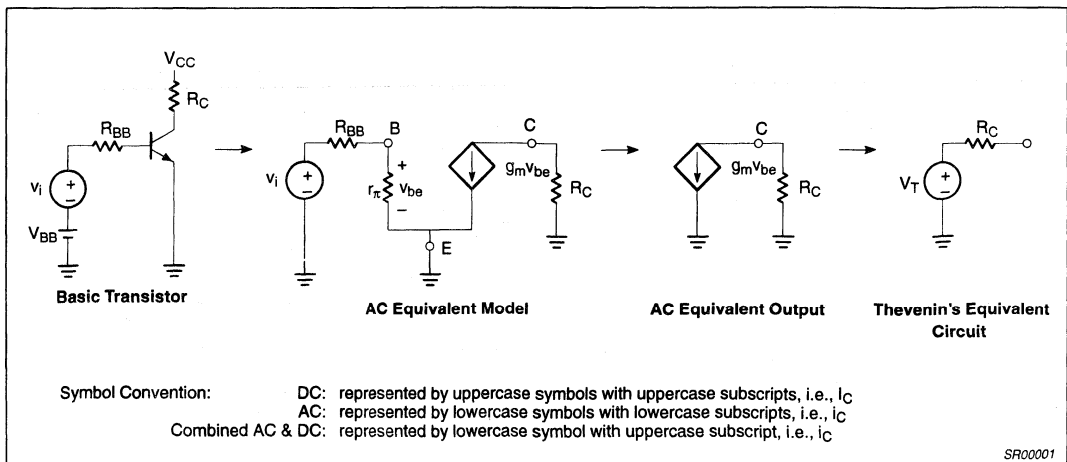 VCC
RC
RBB
vi
+
−
VBB
Basic Transistor
RBB
B
vi
+
−
rπ
+
vbe
−
E
gmvbe
C
RC
AC Equivalent Model
C
gmvbe
RC
AC Equivalent Output
RC
VT
+
−
Thevenin's Equivalent
Circuit
Symbol Convention: DC: represented by uppercase symbols with uppercase subscripts, i.e., IC
AC: represented by lowercase symbols with lowercase subscripts, i.e., ic
Combined AC & DC: represented by lowercase symbol with uppercase subscript, i.e., iC
SR00001